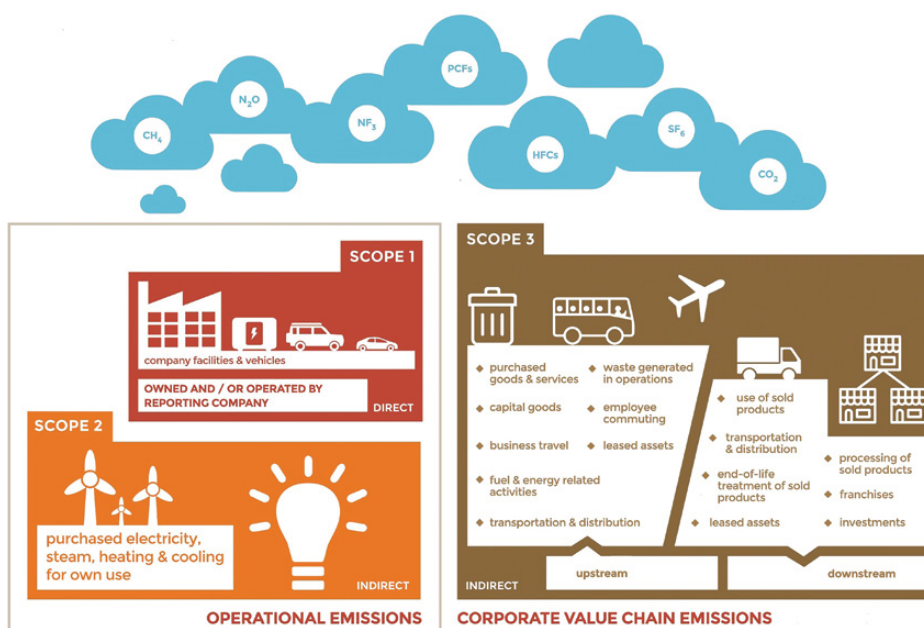 PCFs
N₂O
NF₃
CH₄
SF₆
HFCs
CO₂
SCOPE 1
company facilities & vehicles
OWNED AND / OR OPERATED BY
REPORTING COMPANY
DIRECT
SCOPE 2
purchased electricity,
steam, heating & cooling
for own use
INDIRECT
OPERATIONAL EMISSIONS
SCOPE 3
purchased
goods & services
capital goods
business travel
fuel & energy related
activities
transportation & distribution
waste generated
in operations
employee
commuting
leased assets
use of sold
products
transportation
& distribution
end-of-life
treatment of sold
products
leased assets
processing of
sold products
franchises
investments
INDIRECT
upstream
downstream
CORPORATE VALUE CHAIN EMISSIONS